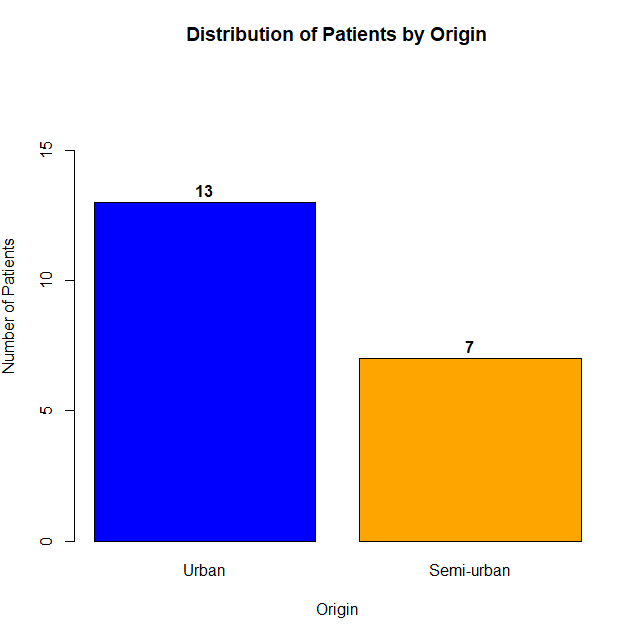 Distribution of Patients by Origin
Number of Patients
15
10
5
0
13
7
Urban
Semi-urban
Origin